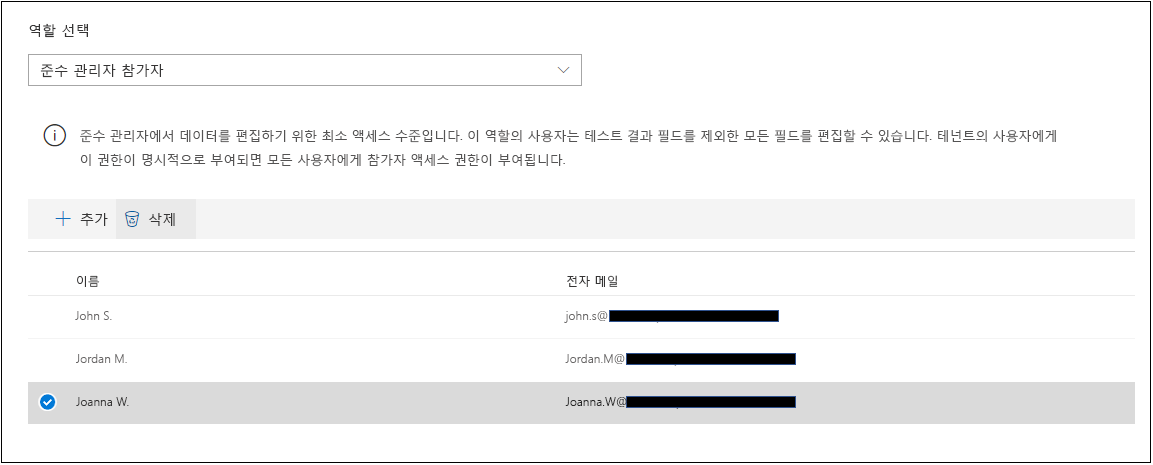 역할 선택
준수 관리자 참가자
준수 관리자에서 데이터를 편집하기 위한 최소 액세스 수준입니다. 이 역할의 사용자는 테스트 결과 필드를 제외한 모든 필드를 편집할 수 있습니다. 테넌트의 사용자에게
이 권한이 명시적으로 부여되면 모든 사용자에게 참가자 액세스 권한이 부여됩니다.
추가 삭제
이름 전자 메일
John S. john.s@
Jordan M. Jordan.M@
Joanna W. Joanna.W@